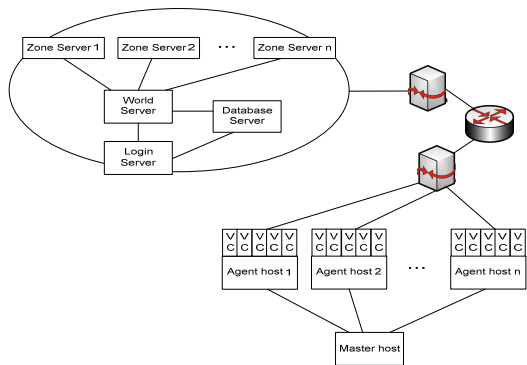 Zone Server 1
Zone Server 2
...
Zone Server n
World
Server
Database
Server
Login
Server
V V V V V
C C C C C
Agent host 1
V V V V V
C C C C C
Agent host 2
...
V V V V V
C C C C C
Agent host n
Master host